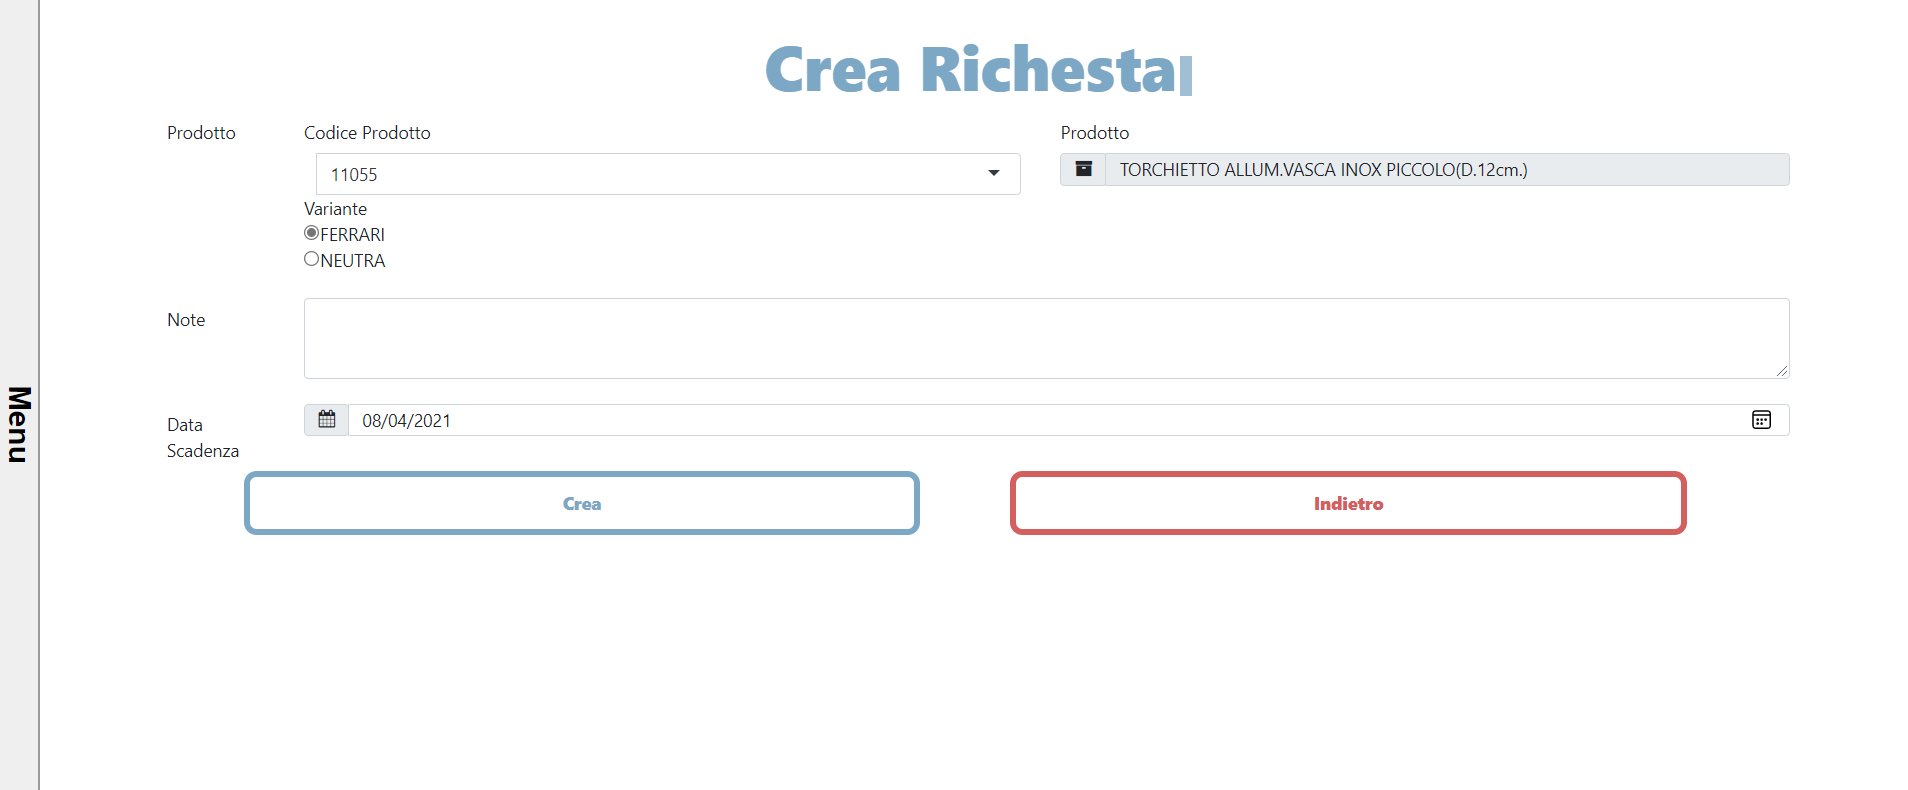 Crea Richesta
Prodotto
Codice Prodotto
Prodotto
11055
TORCHIETTO ALLUM.VASCA INOX PICCOLO(D.12cm.)
Variante
FERRARI
NEUTRA
Note
Menu
Data
Scadenza
08/04/2021
Crea
Indietro